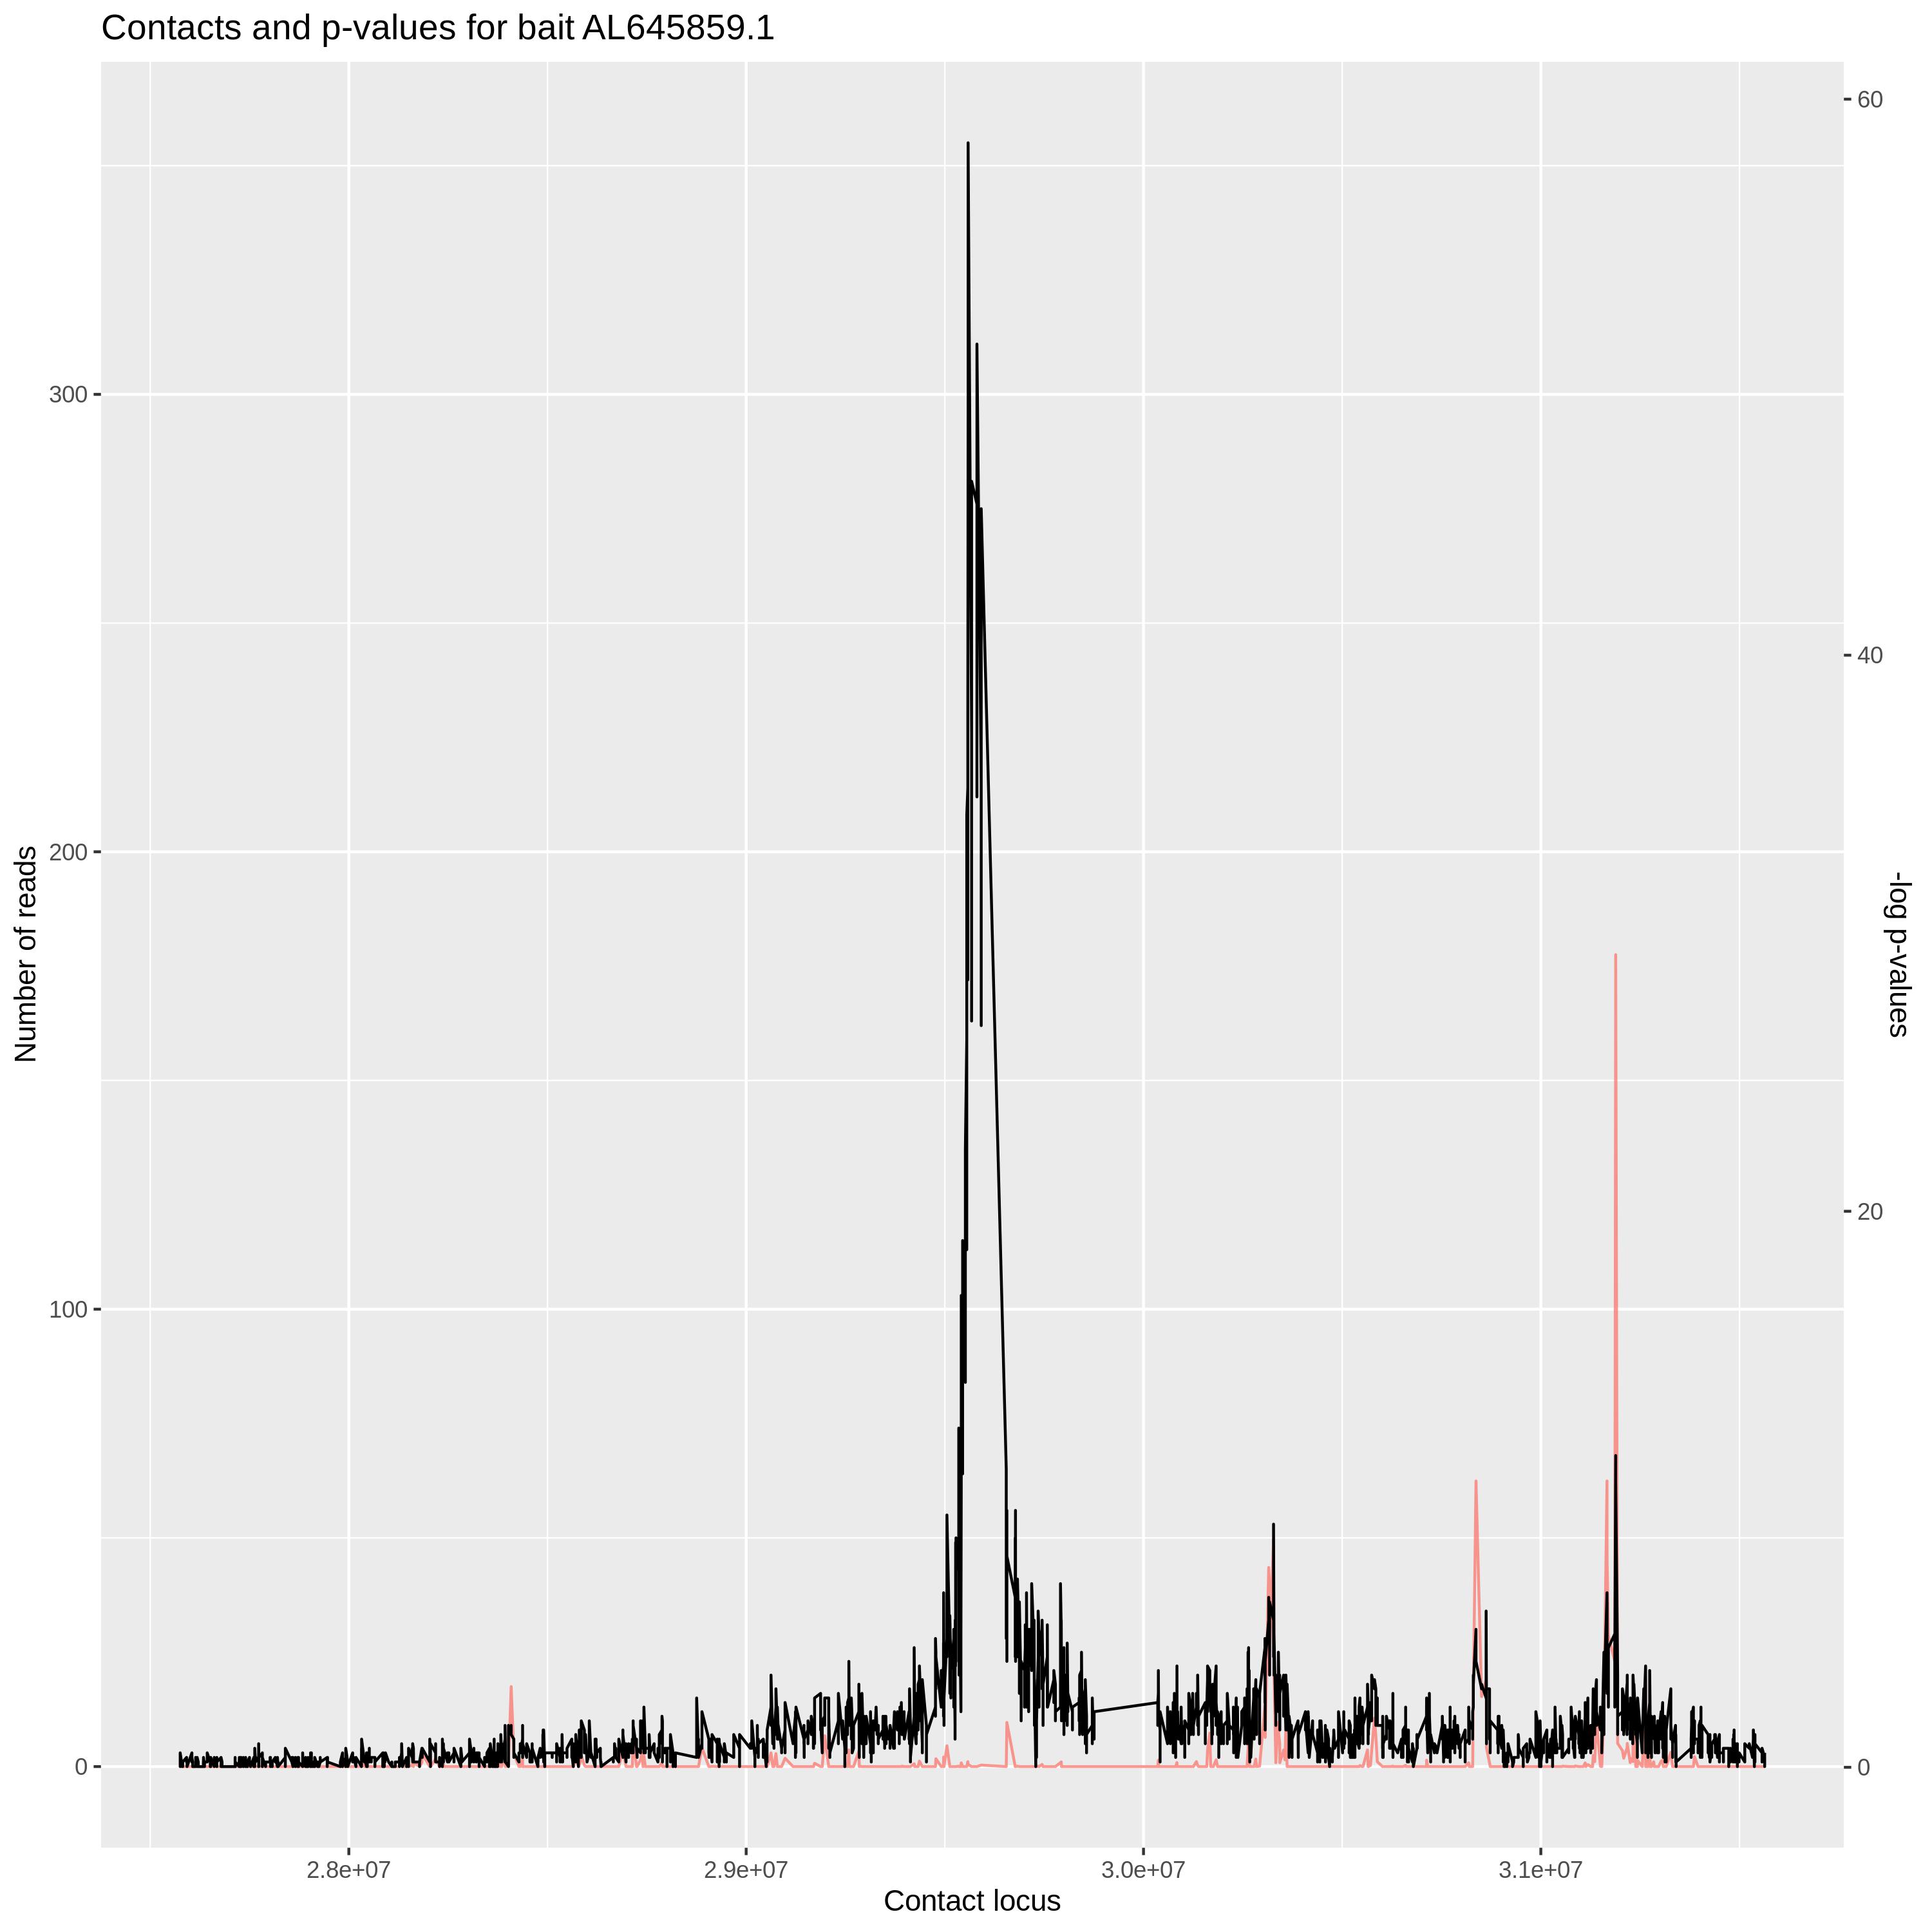 Contacts and p-values for bait AL645859.1
60
300
40
200
Number of reads
-log p-values
20
100
0
0
2.8e+07
2.9e+07
3.0e+07
3.1e+07
Contact locus